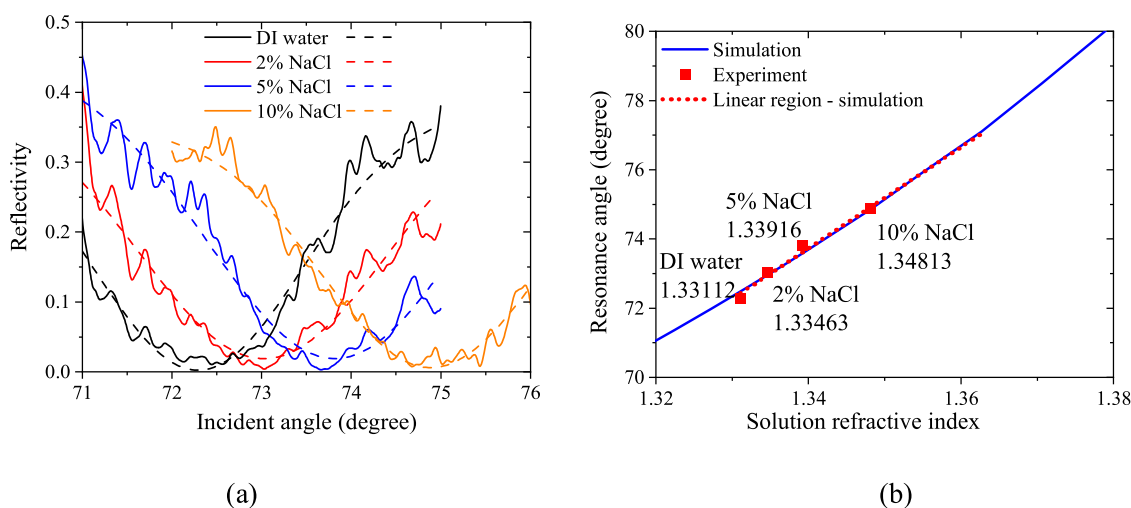 0.5
0.4
0.3
0.2
0.1
0.0
Reflectivity
DI water
2% NaCl
5% NaCl
10% NaCl
71 72 73 74 75 76
Incident angle (degree)
(a)
80
78
76
74
72
70
Resonance angle (degree)
Simulation
Experiment
Linear region - simulation
5% NaCl
1.33916
DI water
1.33112
10% NaCl
1.34813
2% NaCl
1.33463
1.32 1.34 1.36 1.38
Solution refractive index
(b)